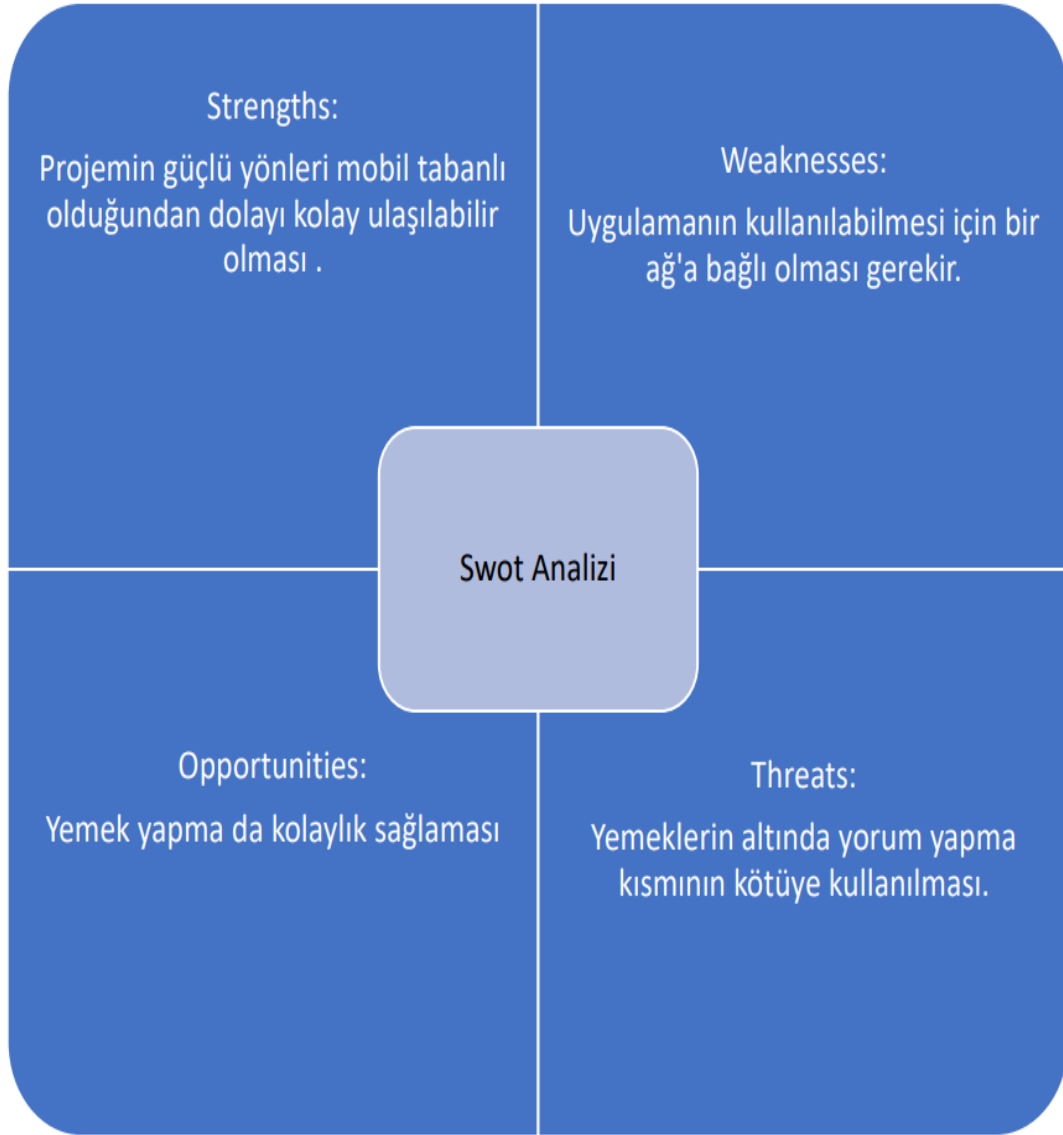 Strengths:
Projemin güçlü yönleri mobil tabanlı
olduğundan dolayı kolay ulaşılabilir
olması .
Weaknesses:
Uygulamanın kullanılabilmesi için bir
ağ'a bağlı olması gerekir.
Swot Analizi
Opportunities:
Yemek yapma da kolaylık sağlaması
Threats:
Yemeklerin altında yorum yapma
kısmının kötüye kullanılması.